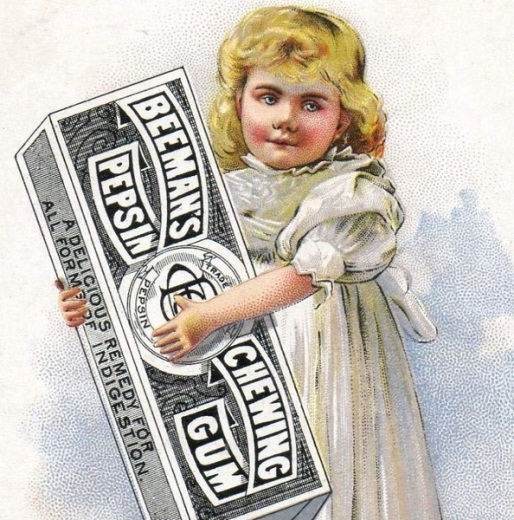 BEEMAN'S
PEPSIN
TRADE
PEPSIN
CHEWING
GUM
A DELICIOUS REMEDY FOR
ALL FORMS OF INDIGESTION.